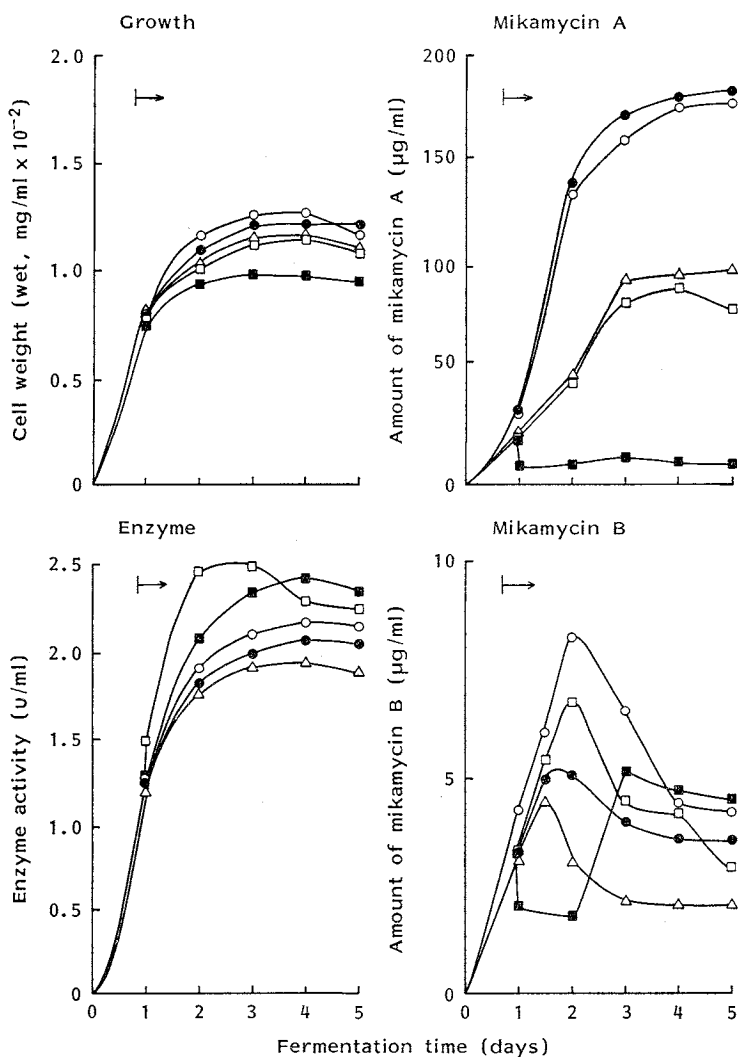 Growth
Cell weight (wet, mg/ml x 10⁻²)
2.0
1.5
1.0
0.5
0
Mikamycin A
Amount of mikamycin A (µg/ml)
200
150
100
50
0
Enzyme
Enzyme activity (u/ml)
2.5
2.0
1.5
1.0
0.5
0
0 1 2 3 4 5
Mikamycin B
Amount of mikamycin B (µg/ml)
10
5
0
0 1 2 3 4 5
Fermentation time (days)